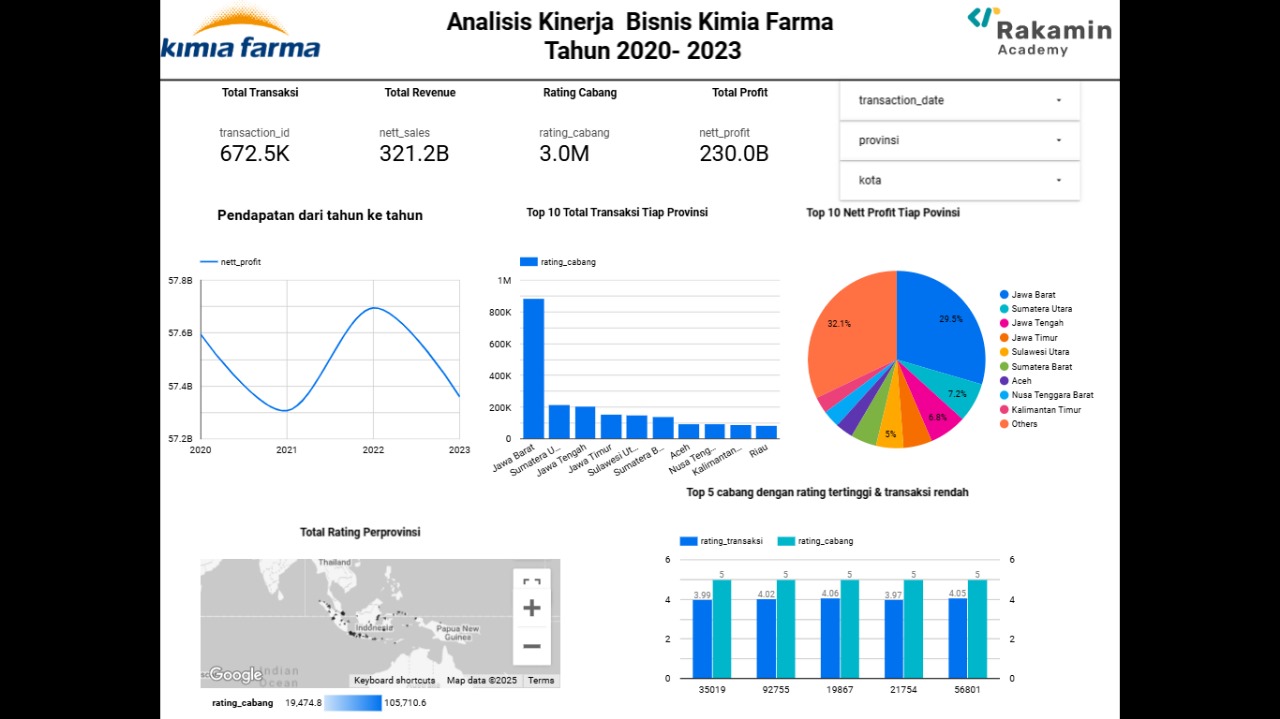 kimia farma
Analisis Kinerja  Bisnis Kimia Farma
Tahun 2020- 2023
Rakamin
Academy
Total Transaksi
Total Revenue
Rating Cabang
Total Profit
transaction_id
672.5K
nett_sales
321.2B
rating_cabang
3.0M
nett_profit
230.0B
transaction_date
provinsi
kota
Pendapatan dari tahun ke tahun
nett_profit
57.8B
57.6B
57.4B
57.2B
2020
2021
2022
2023
Top 10 Total Transaksi Tiap Provinsi
rating_cabang
1M
800K
600K
400K
200K
0
Jawa Barat
Sumatera U...
Jawa Tengah
Jawa Timur
Sulawesi Ut...
Sumatera B...
Aceh
Nusa Teng...
Kalimantan...
Riau
Top 10 Nett Profit Tiap Povinsi
32.1%
29.5%
7.2%
6.8%
5%
Jawa Barat
Sumatera Utara
Jawa Tengah
Jawa Timur
Sulawesi Utara
Sumatera Barat
Aceh
Nusa Tenggara Barat
Kalimantan Timur
Others
Total Rating Perprovinsi
Thailand
Indonesia
Papua New
Guinea
Indian
Ocean
Google
Keyboard shortcuts
Map data ©2025
Terms
rating_cabang
19,474.8
105,710.6
Top 5 cabang dengan rating tertinggi & transaksi rendah
rating_transaksi
rating_cabang
6
4
2
0
3.99
5
4.02
5
4.06
5
3.97
5
4.05
5
6
4
2
0
35019
92755
19867
21754
56801